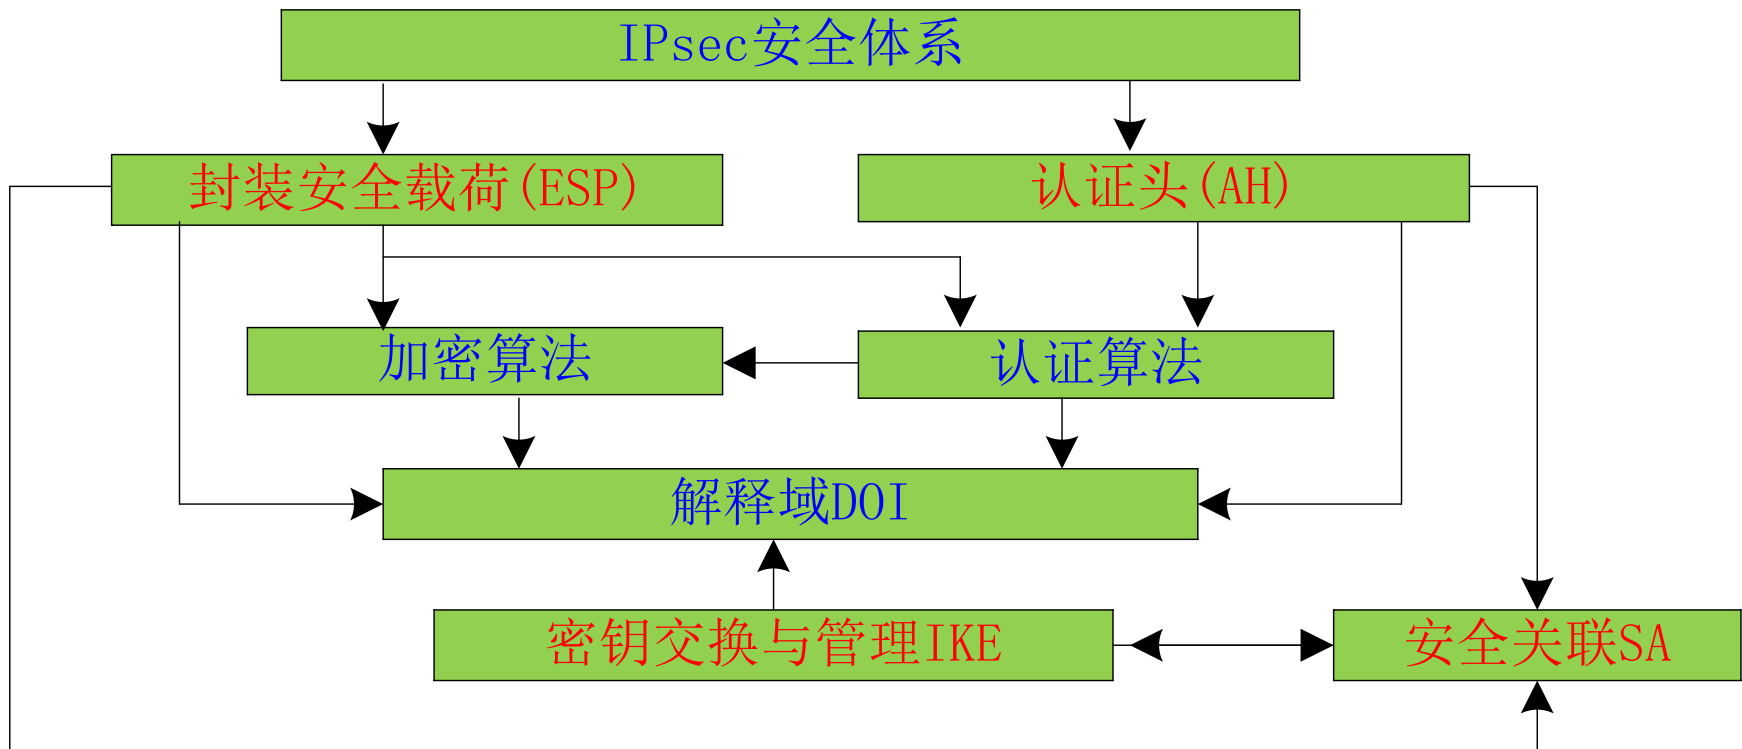 IPsec安全体系
封装安全载荷(ESP)
认证头(AH)
加密算法
认证算法
解释域DOI
密钥交换与管理IKE
安全关联SA